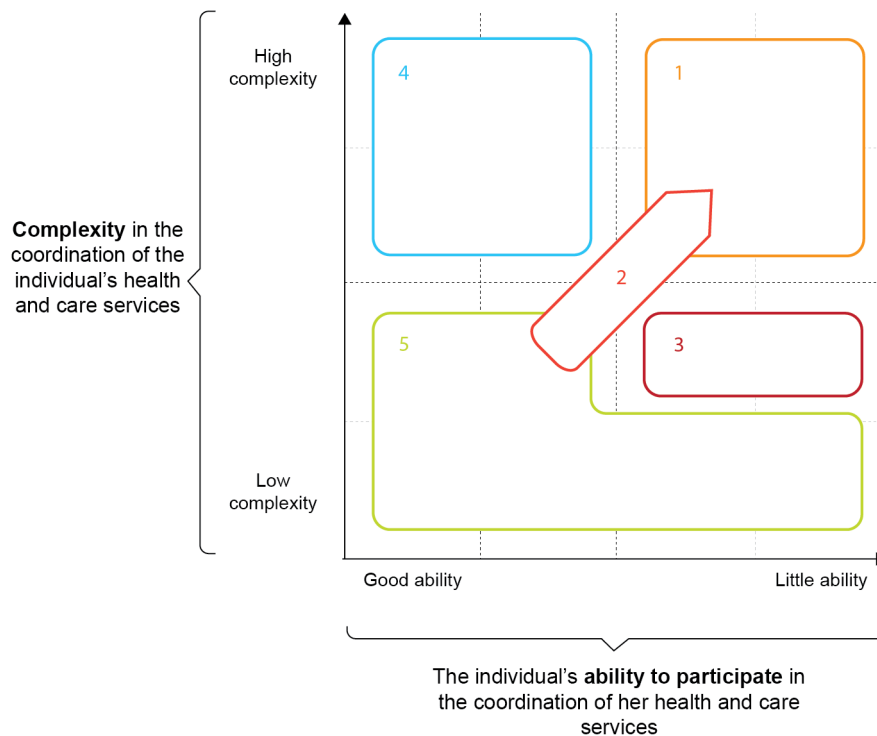 High
complexity
4
1
Complexity in the
coordination of the
individual’s health
and care services
2
5
3
Low
complexity
Good ability
Little ability
The individual’s ability to participate in
the coordination of her health and care
services